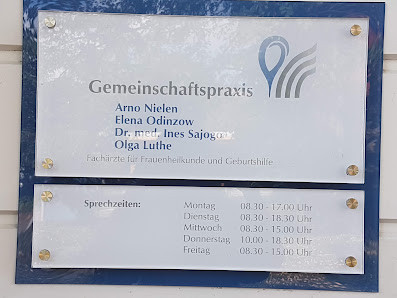 Gemeinschaftspraxis
Arno Nielen
Elena Odinzow
Dr. med. Ines Sajogo
Olga Luthe
Fachärzte für Frauenheilkunde und Geburtshilfe
Sprechzeiten: Montag 08.30 - 17.00 Uhr
Dienstag 08.30 - 18.30 Uhr
Mittwoch 08.30 - 15.00 Uhr
Donnerstag 10.00 - 18.30 Uhr
Freitag 08.30 - 15.00 Uhr